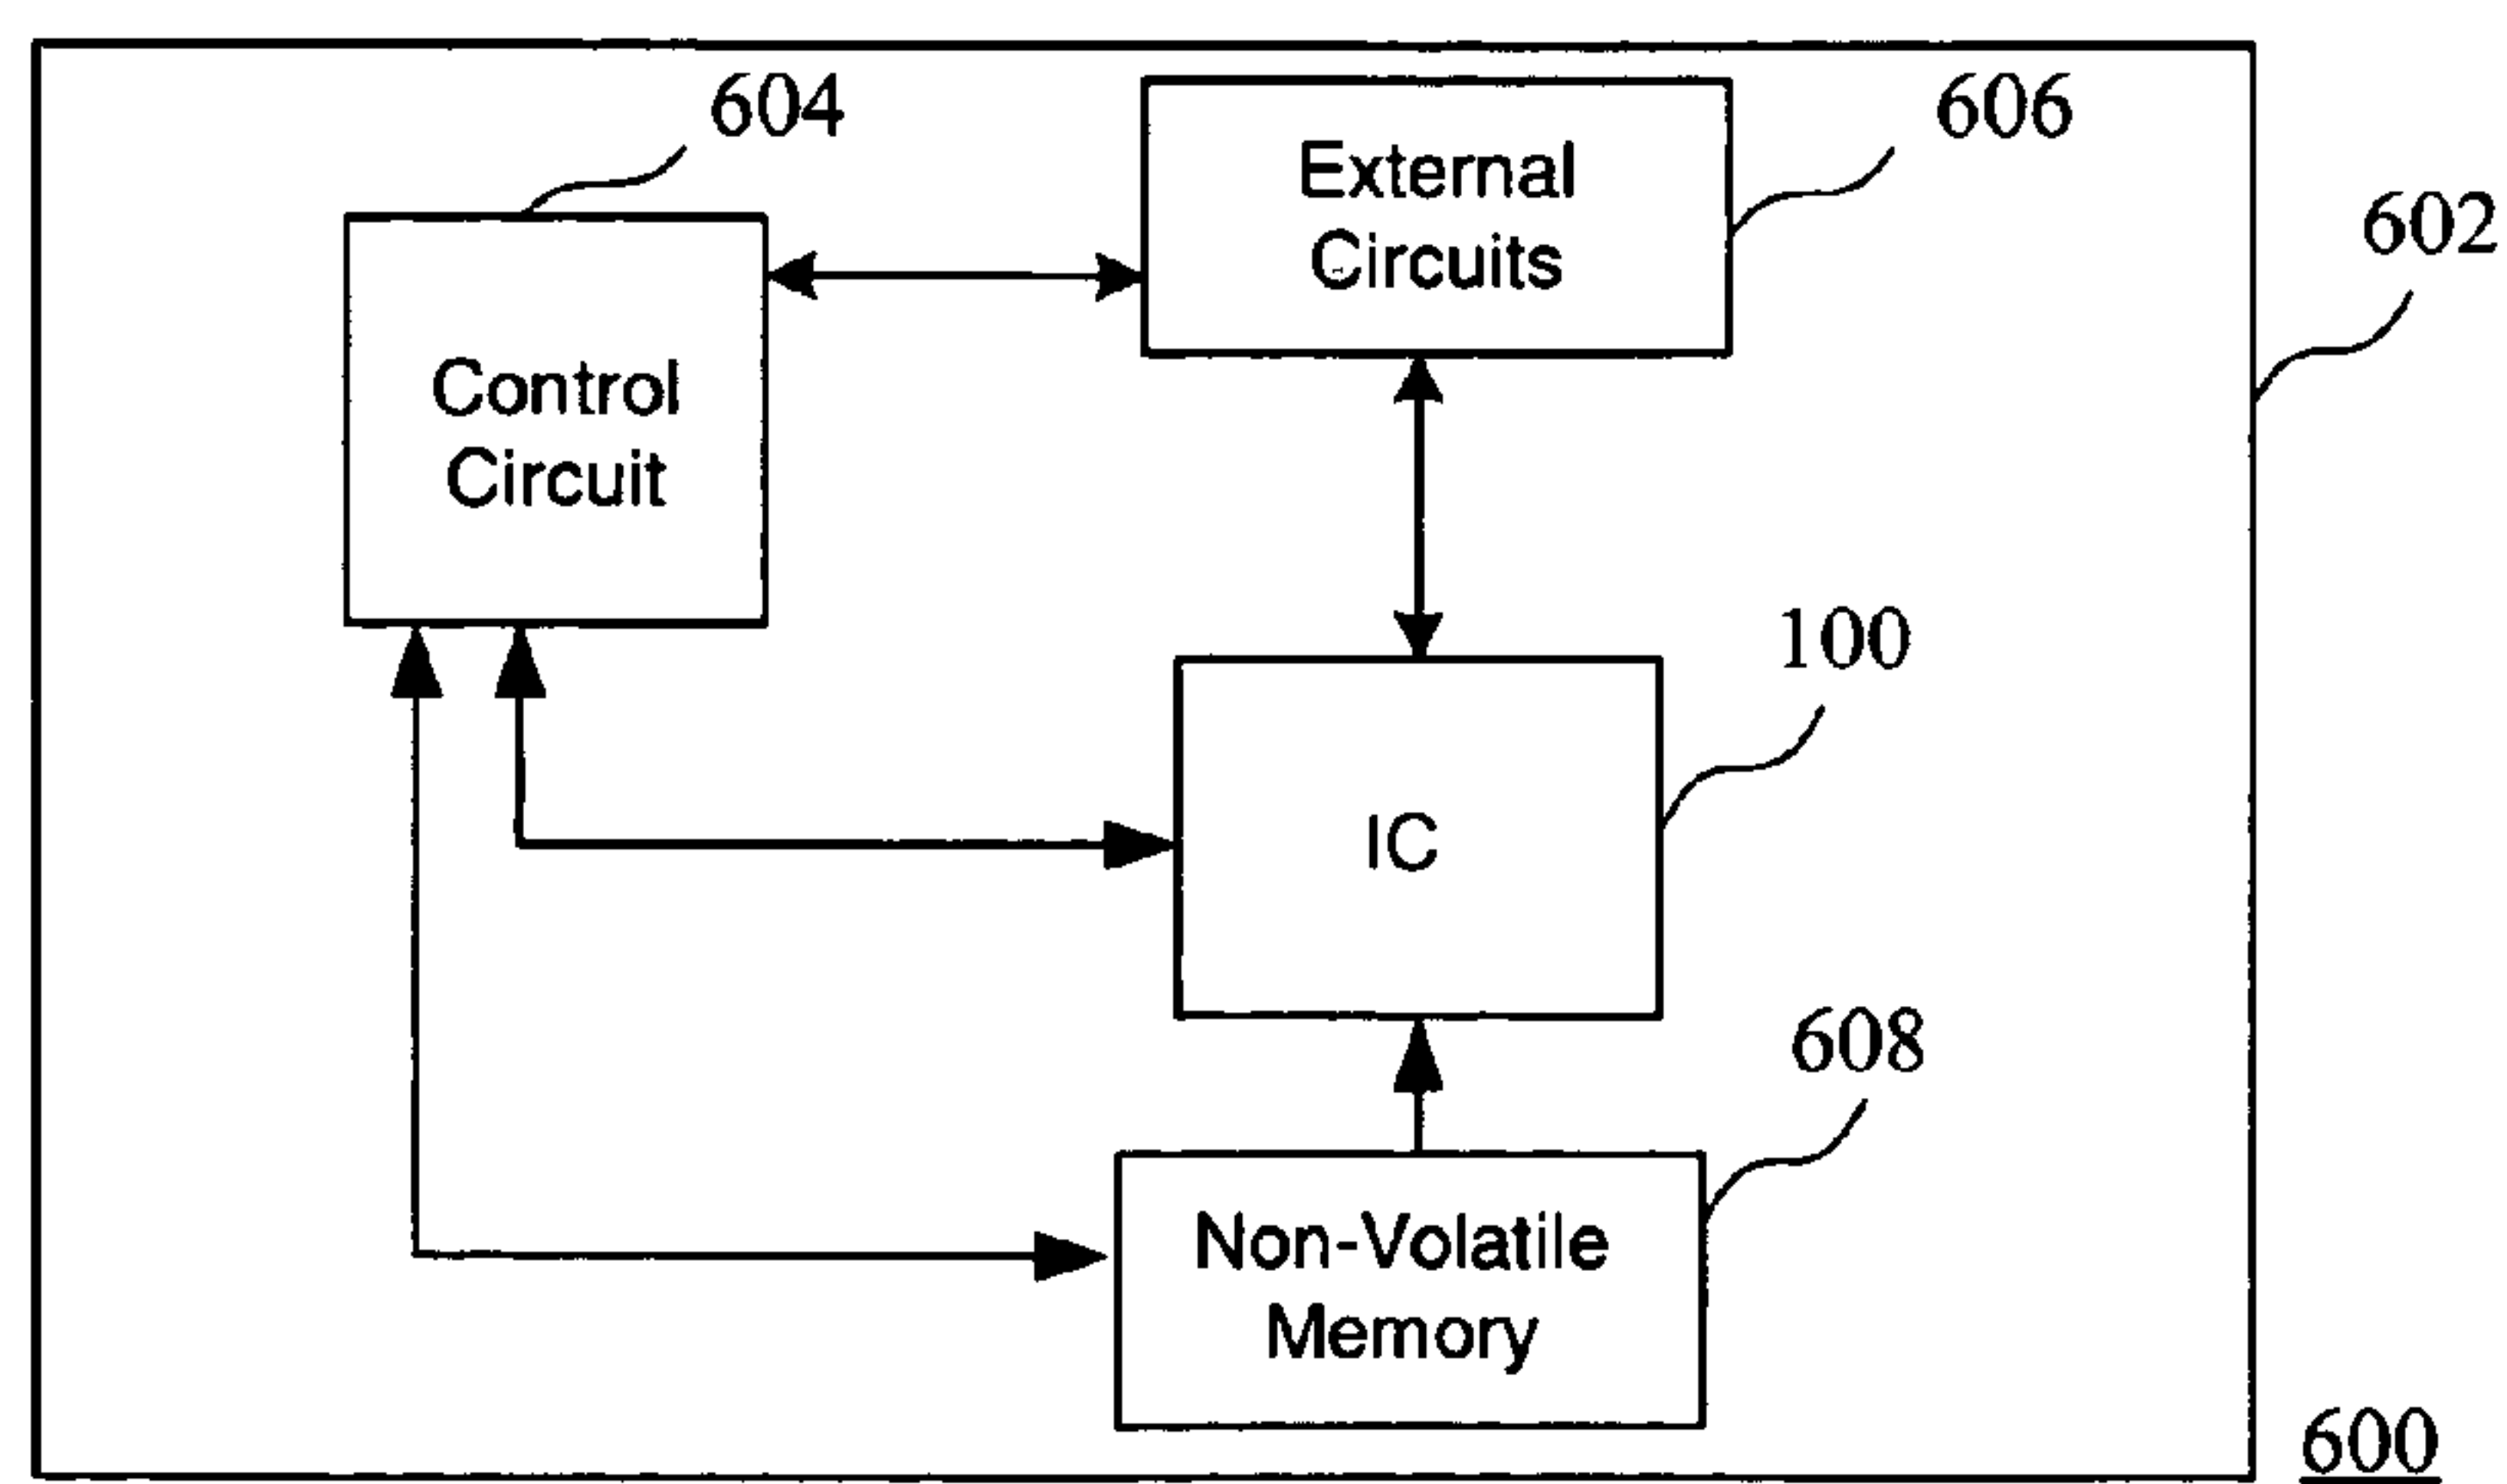 604
606
External
Circuits
602
Control
Circuit
100
IC
608
Non-Volatile
Memory
600